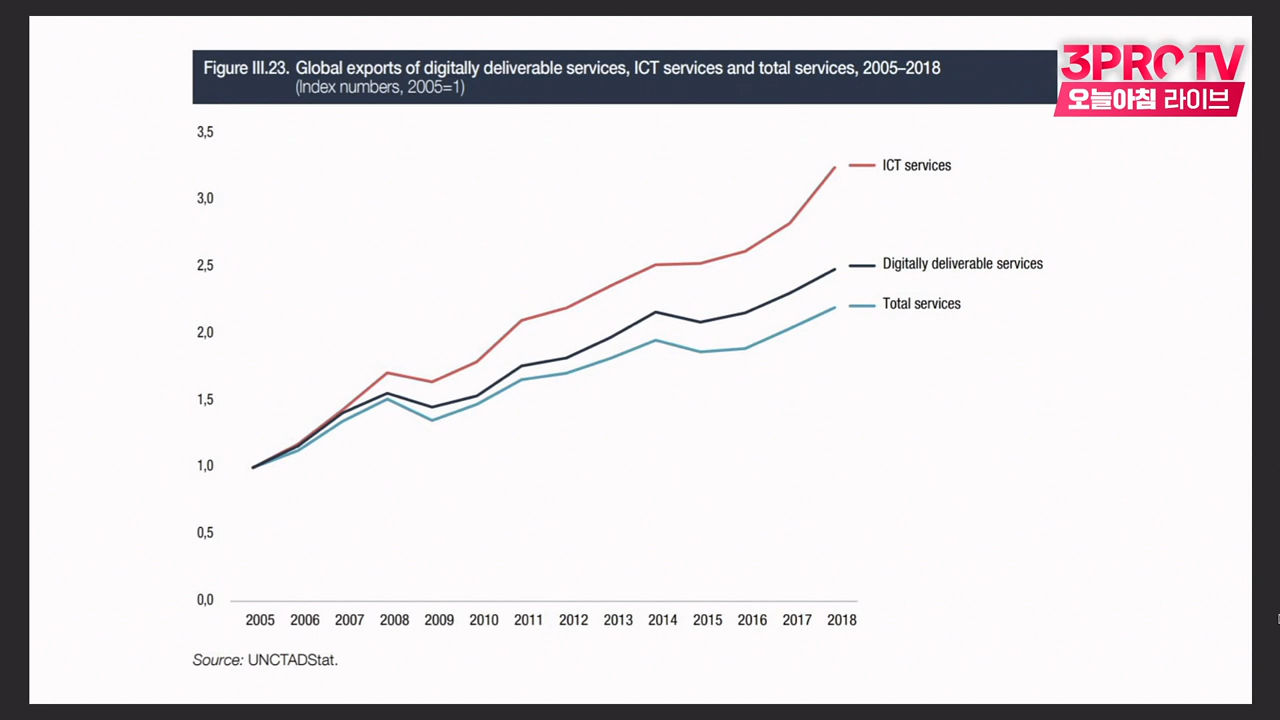 Figure III.23. Global exports of digitally deliverable services, ICT services and total services, 2005–2018
(Index numbers, 2005=1)
3PROTV
오늘아침 라이브
3,5
3,0
2,5
2,0
1,5
1,0
0,5
0,0
ICT services
Digitally deliverable services
Total services
2005 2006 2007 2008 2009 2010 2011 2012 2013 2014 2015 2016 2017 2018
Source: UNCTADStat.